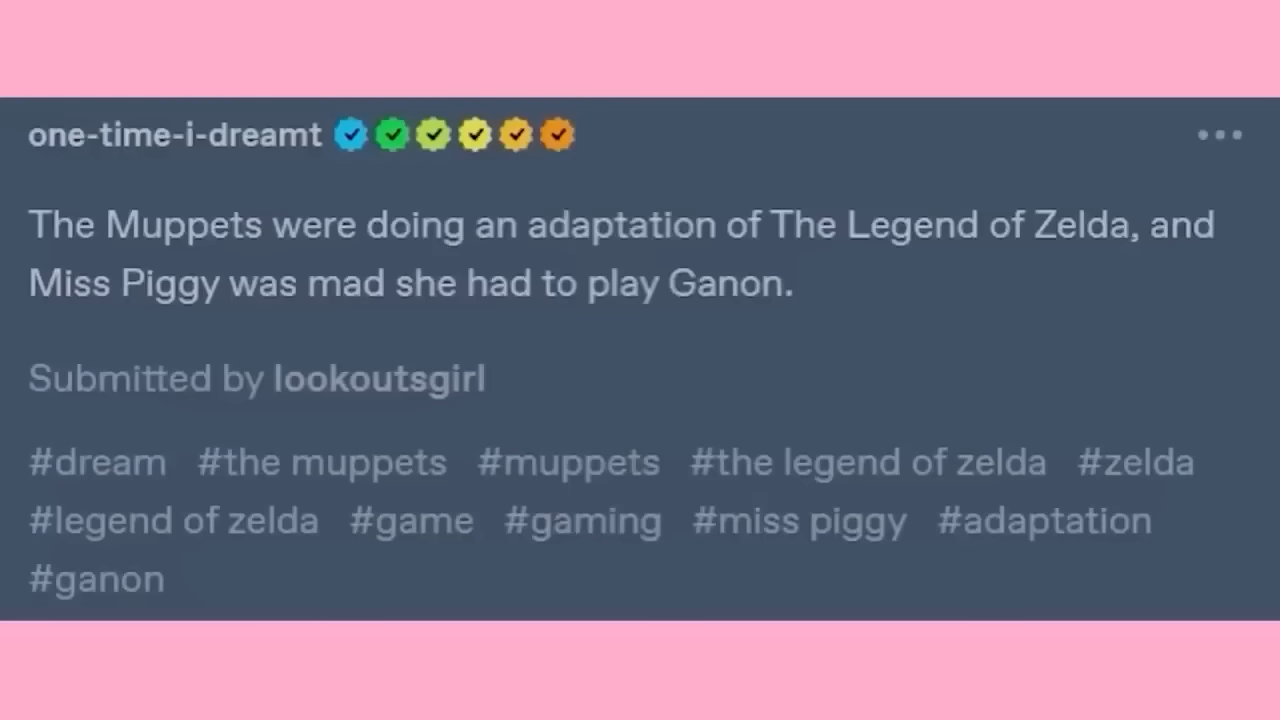 one-time-i-dreamt
The Muppets were doing an adaptation of The Legend of Zelda, and
Miss Piggy was mad she had to play Ganon.
Submitted by lookoutsgirl
#dream #the muppets #muppets #the legend of zelda #zelda
#legend of zelda #game #gaming #miss piggy #adaptation
#ganon